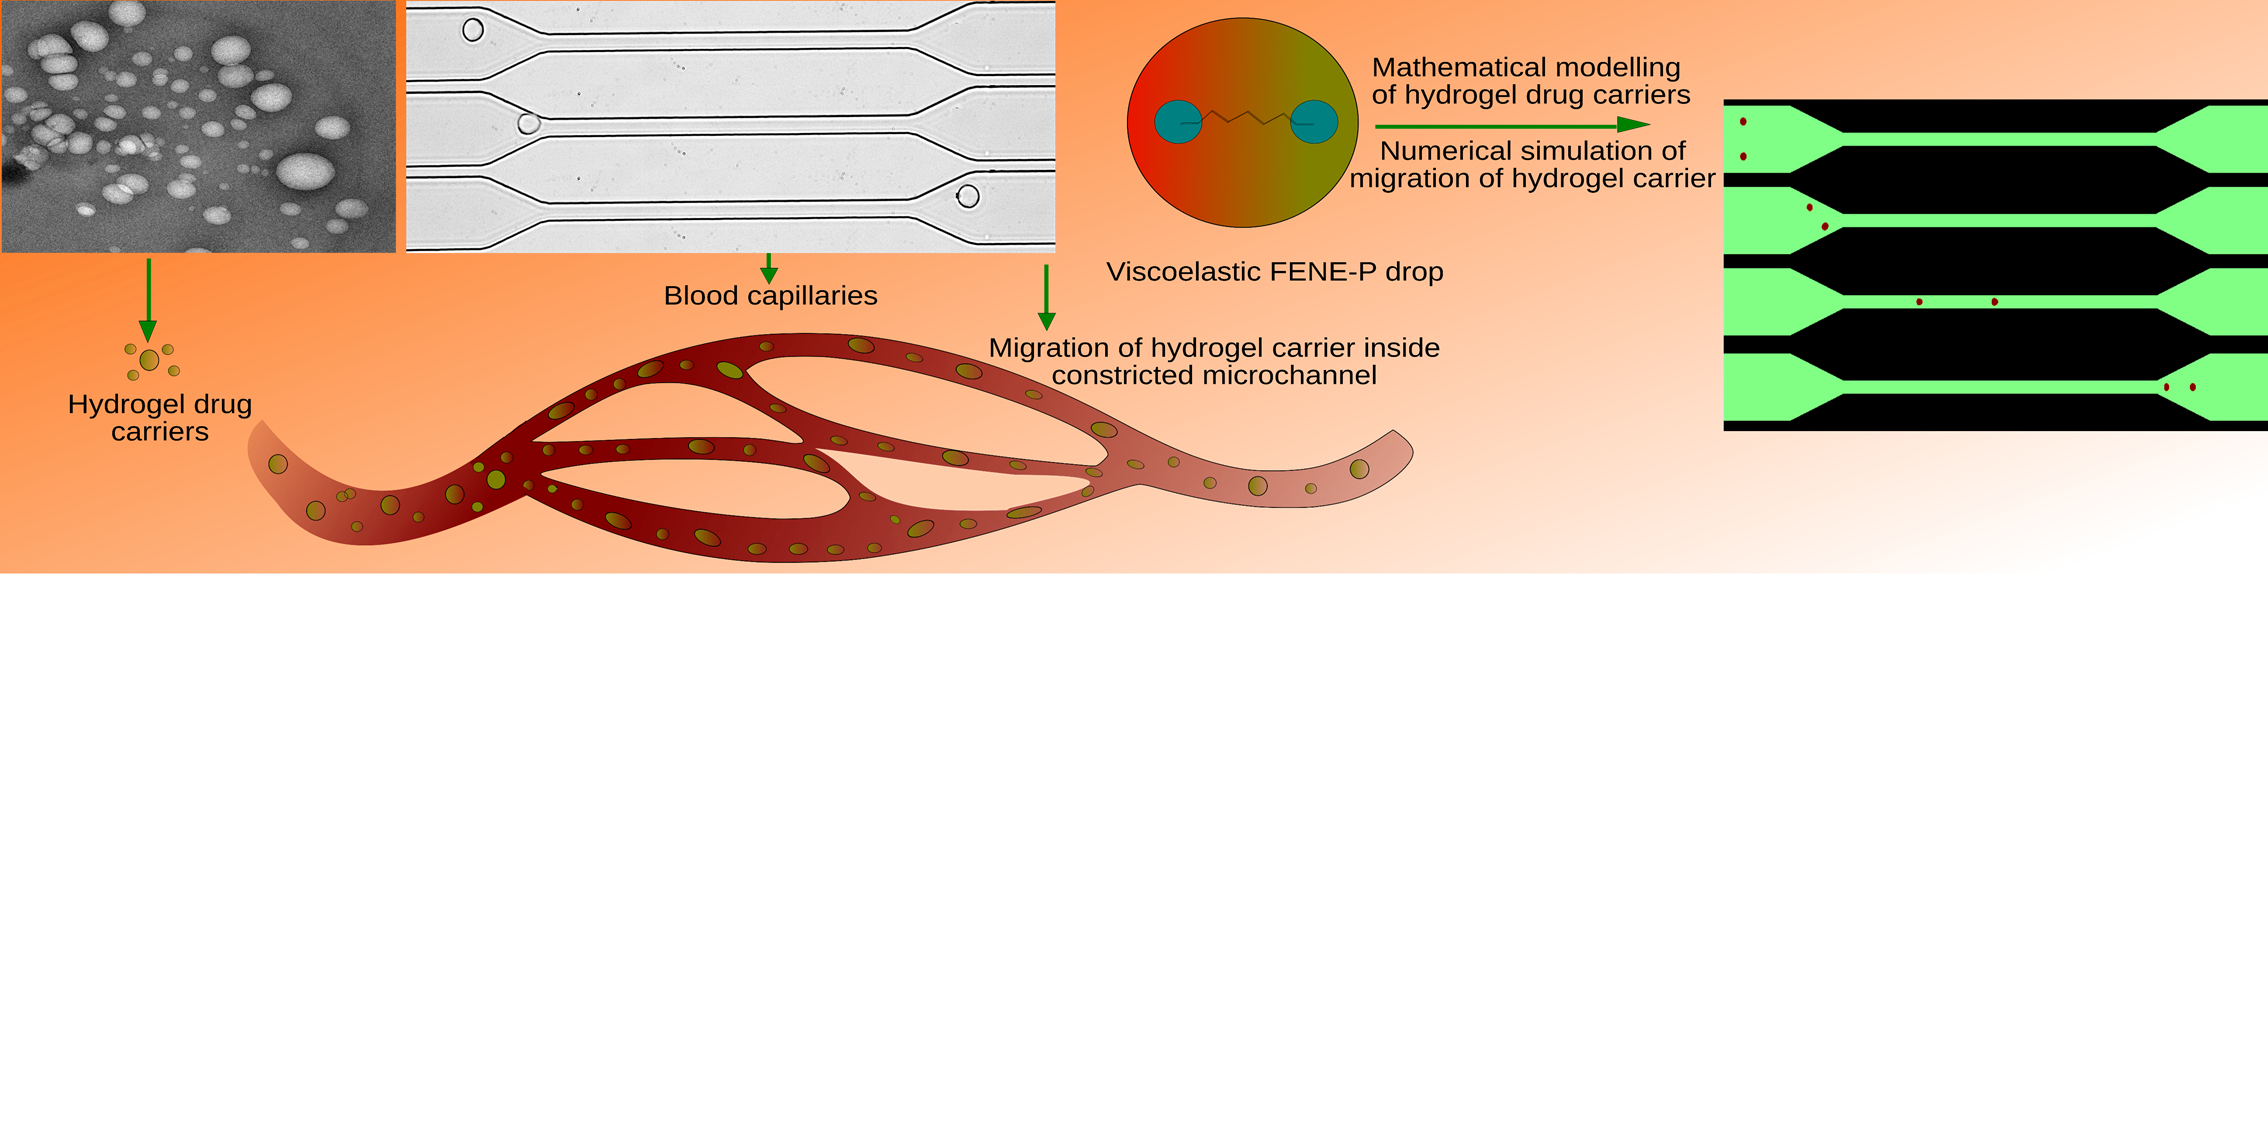 Mathematical modelling
of hydrogel drug carriers
Numerical simulation of
migration of hydrogel carrier
Viscoelastic FENE-P drop
Blood capillaries
Migration of hydrogel carrier inside
constricted microchannel
Hydrogel drug
carriers